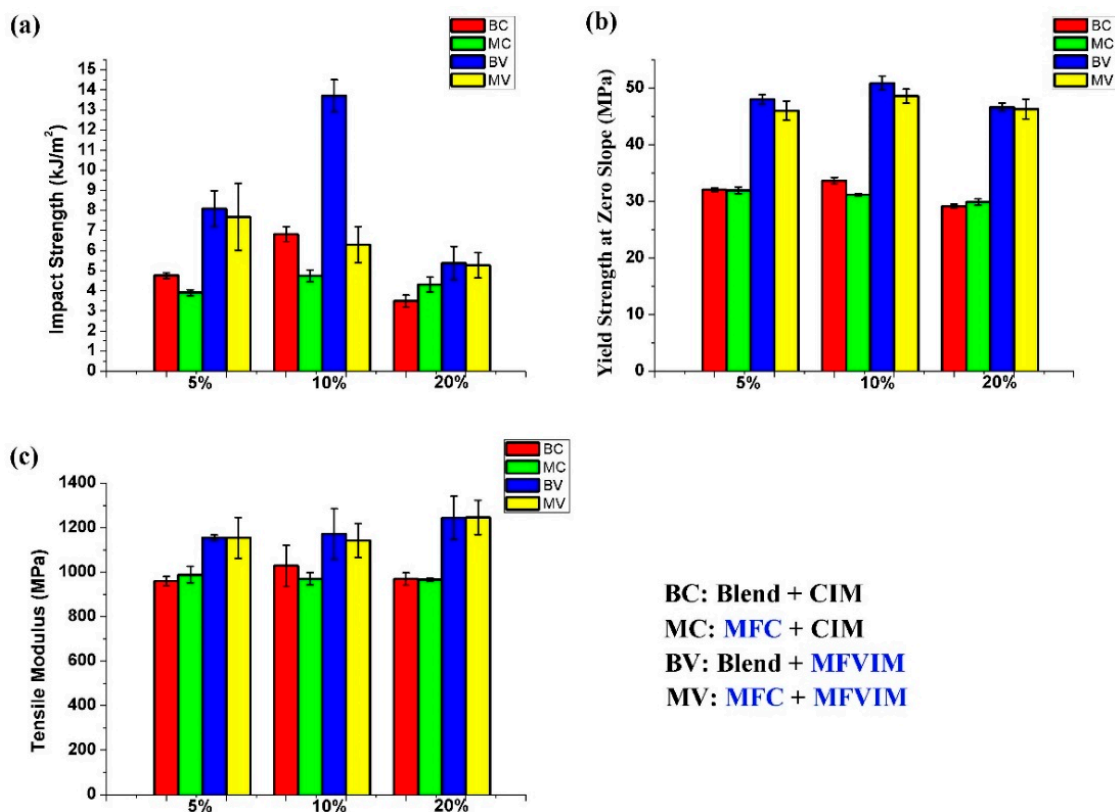 (a)
BC
MC
BV
MV
15
14
13
12
11
10
9
8
7
6
5
4
3
2
1
0
Impact Strength (kJ/m²)
5% 10% 20%
(b)
BC
MC
BV
MV
50
40
30
20
10
0
Yield Strength at Zero Slope (MPa)
5% 10% 20%
(c)
BC
MC
BV
MV
1400
1200
1000
800
600
400
200
0
Tensile Modulus (MPa)
5% 10% 20%
BC: Blend + CIM
MC: MFC + CIM
BV: Blend + MFVIM
MV: MFC + MFVIM